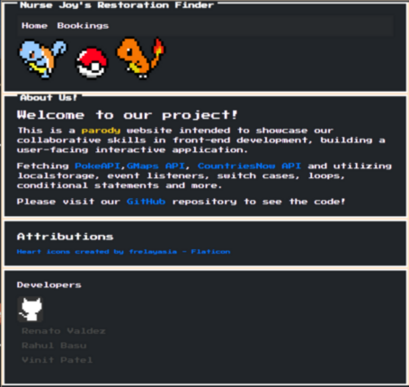 Nurse Joy's Restoration Finder
Home Bookings
About Us!
Welcome to our project!
This is a parody website intended to showcase our
collaborative skills in front-end development, building a
user-facing interactive application.
Fetching PokeAPI,GMaps API, CountriesNow API and utilizing
localstorage, event listeners, switch cases, loops,
conditional statements and more.
Please visit our GitHub repository to see the code!
Attributions
Heart icons created by freiayasia - Flaticon
Developers
Renato Valdez
Rahul Basu
Vinit Patel